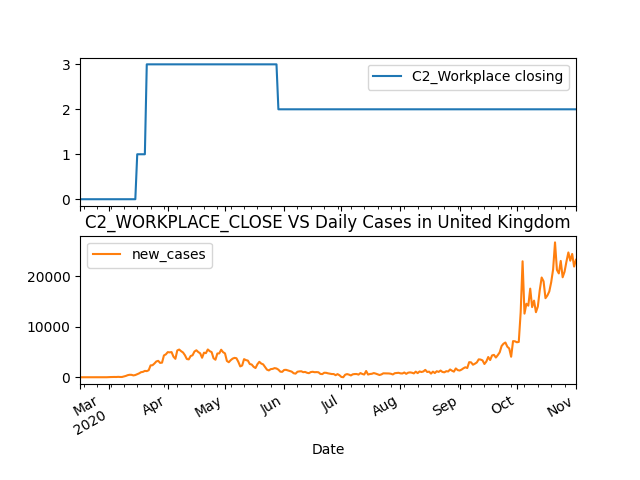 3
2
1
0
C2_Workplace closing
C2_WORKPLACE_CLOSE VS Daily Cases in United Kingdom
new_cases
20000
10000
0
Mar
2020
Apr
May
Jun
Jul
Aug
Sep
Oct
Nov
Date